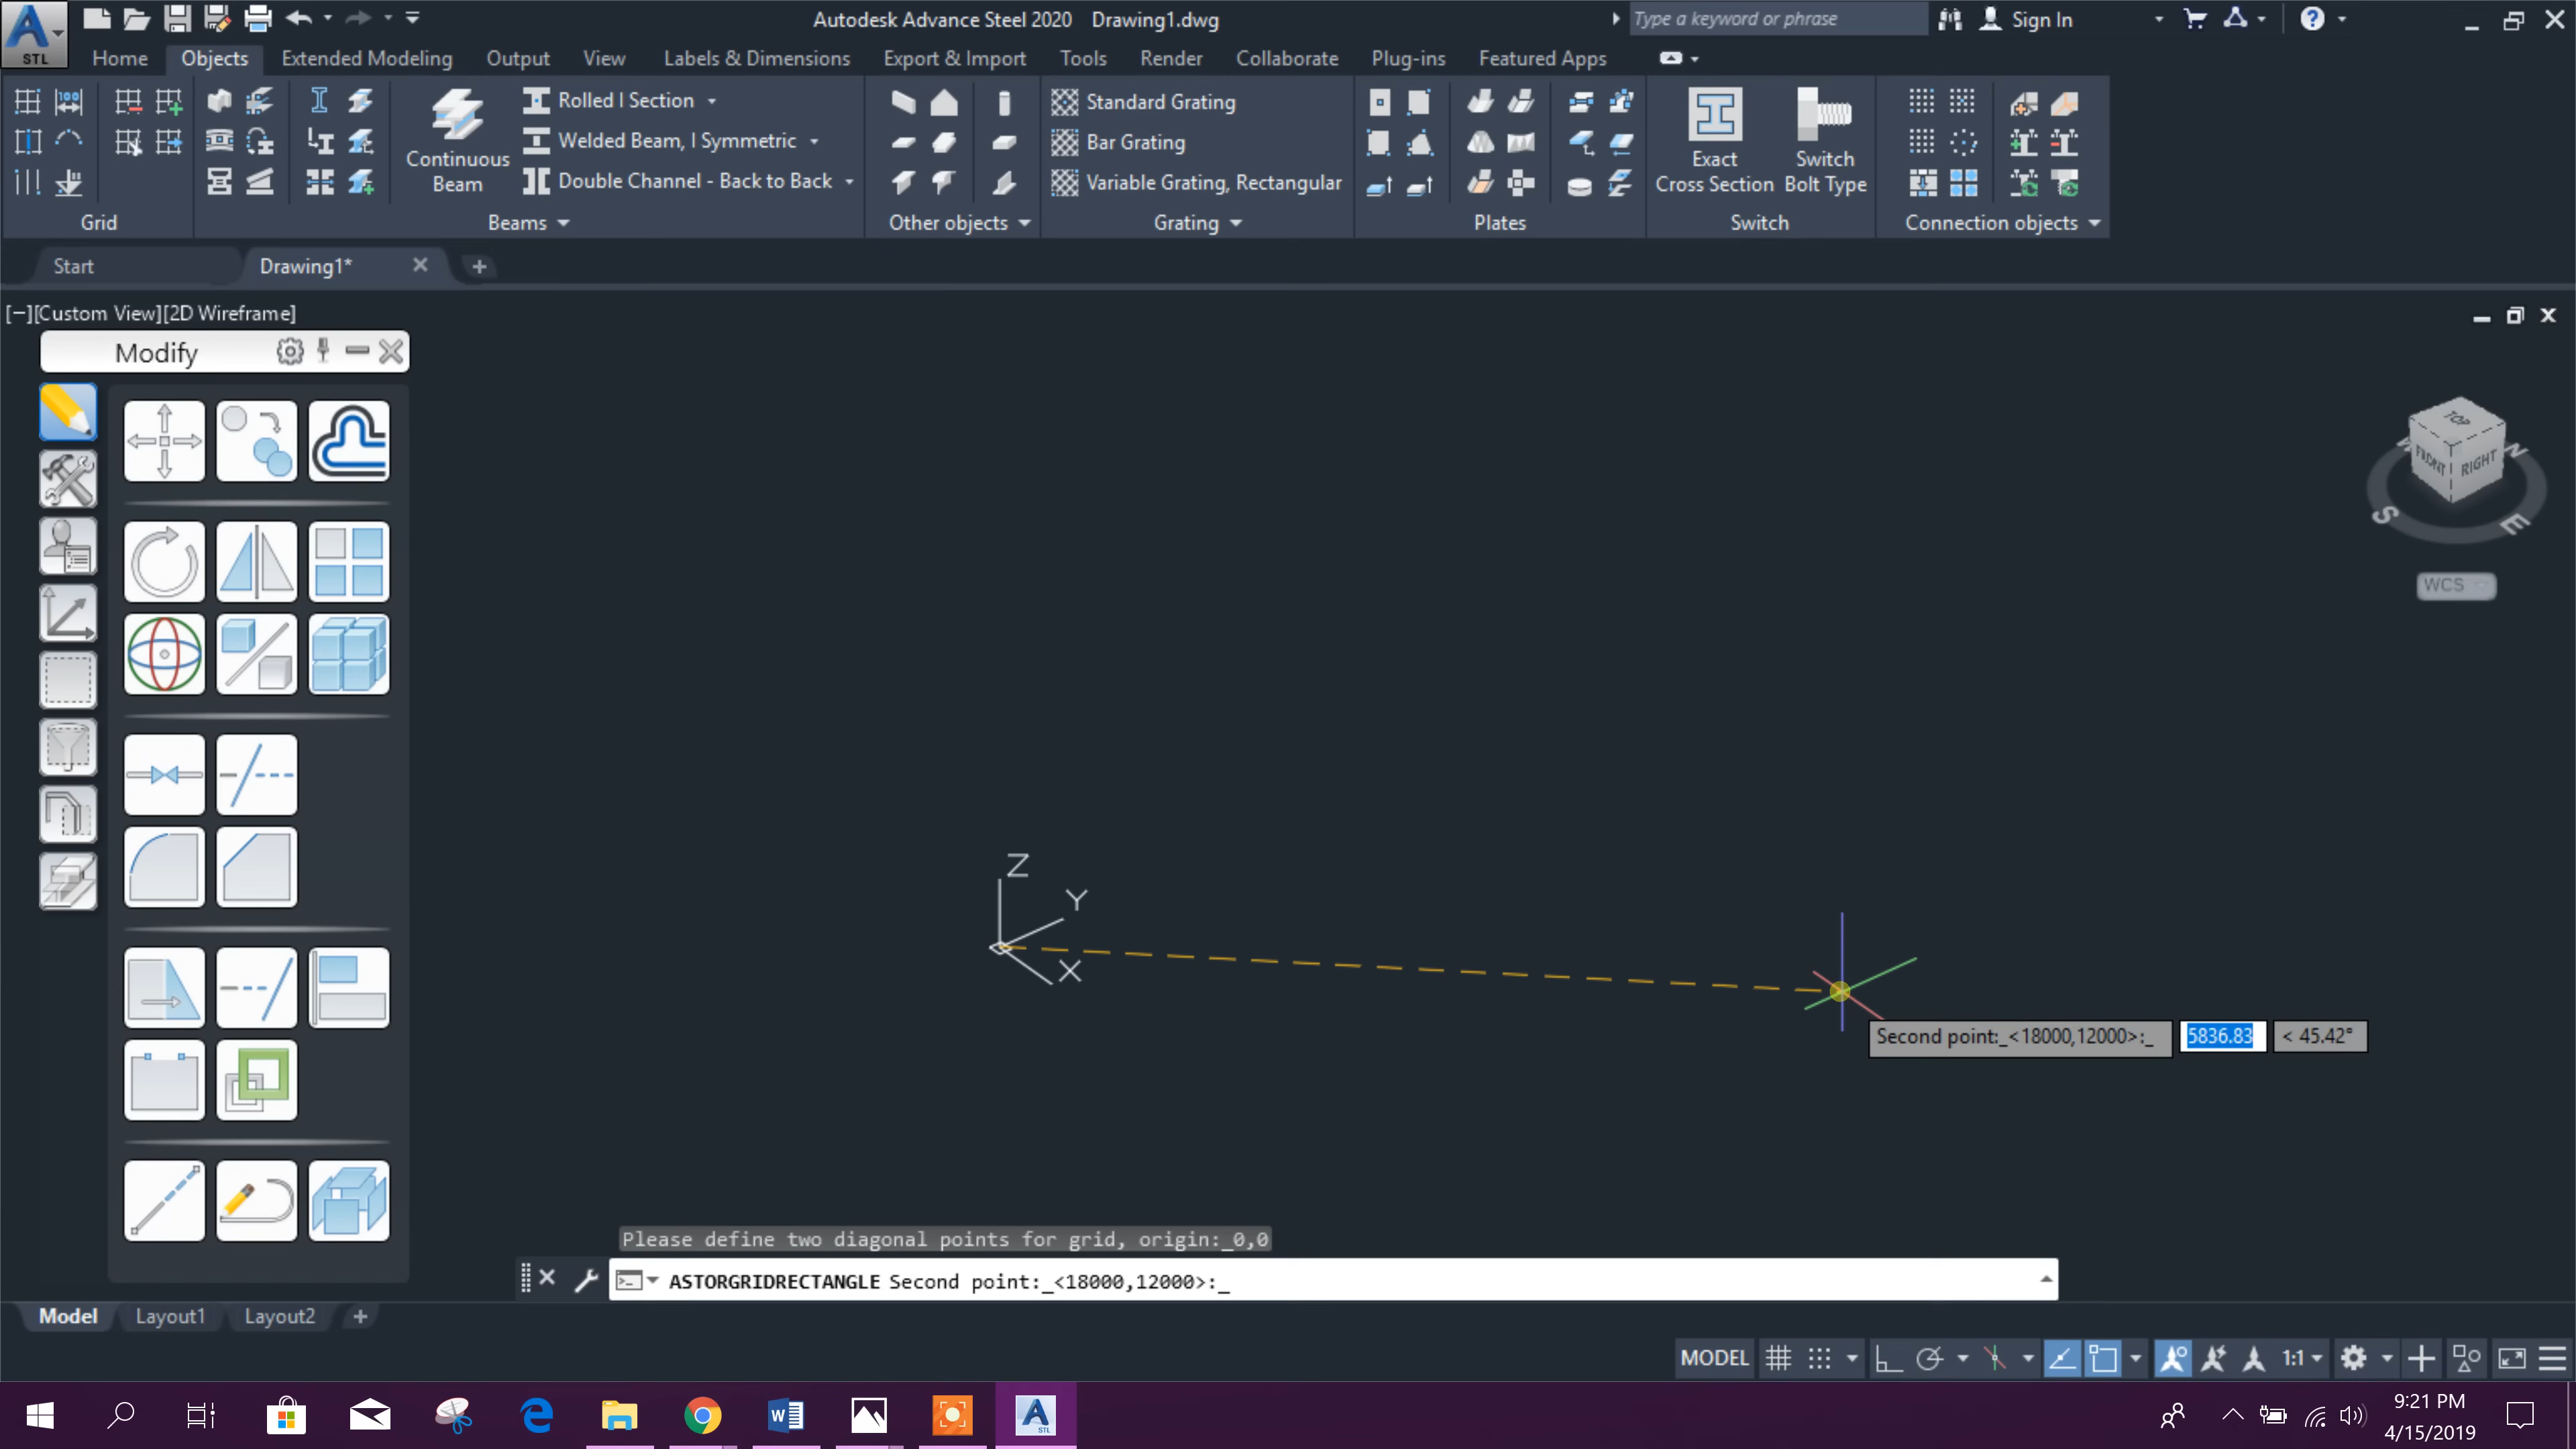 Autodesk Advance Steel 2020 Drawing1.dwg
Type a keyword or phrase
Sign In
STL
Home Objects Extended Modeling Output View Labels & Dimensions Export & Import Tools Render Collaborate Plug-ins Featured Apps
Continuous Beam
Rolled I Section
Welded Beam, I Symmetric
Double Channel - Back to Back
Standard Grating
Bar Grating
Variable Grating, Rectangular
Exact Cross Section
Switch Bolt Type
Grid Beams Other objects Grating Plates Switch Connection objects
Start Drawing1*
[−][Custom View][2D Wireframe]
Modify
TOP
FRONT RIGHT
W N
S E
WCS
Z
Y
X
Second point:_<18000,12000>:_ 5836.83 < 45.42°
Please define two diagonal points for grid, origin:_0,0
ASTORGRIDRECTANGLE Second point:_<18000,12000>:_
Model Layout1 Layout2
MODEL 1:1
9:21 PM
4/15/2019